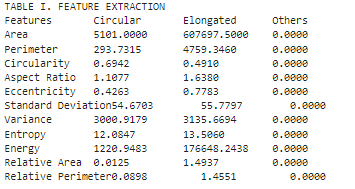 TABLE I. FEATURE EXTRACTION
Features Circular Elongated Others
Area 5101.0000 607697.5000 0.0000
Perimeter 293.7315 4759.3460 0.0000
Circularity 0.6942 0.4910 0.0000
Aspect Ratio 1.1077 1.6380 0.0000
Eccentricity 0.4263 0.7783 0.0000
Standard Deviation54.6703 55.7797 0.0000
Variance 3000.9179 3135.6694 0.0000
Entropy 12.0847 13.5060 0.0000
Energy 1220.9483 176648.2438 0.0000
Relative Area 0.0125 1.4937 0.0000
Relative Perimeter0.0898 1.4551 0.0000